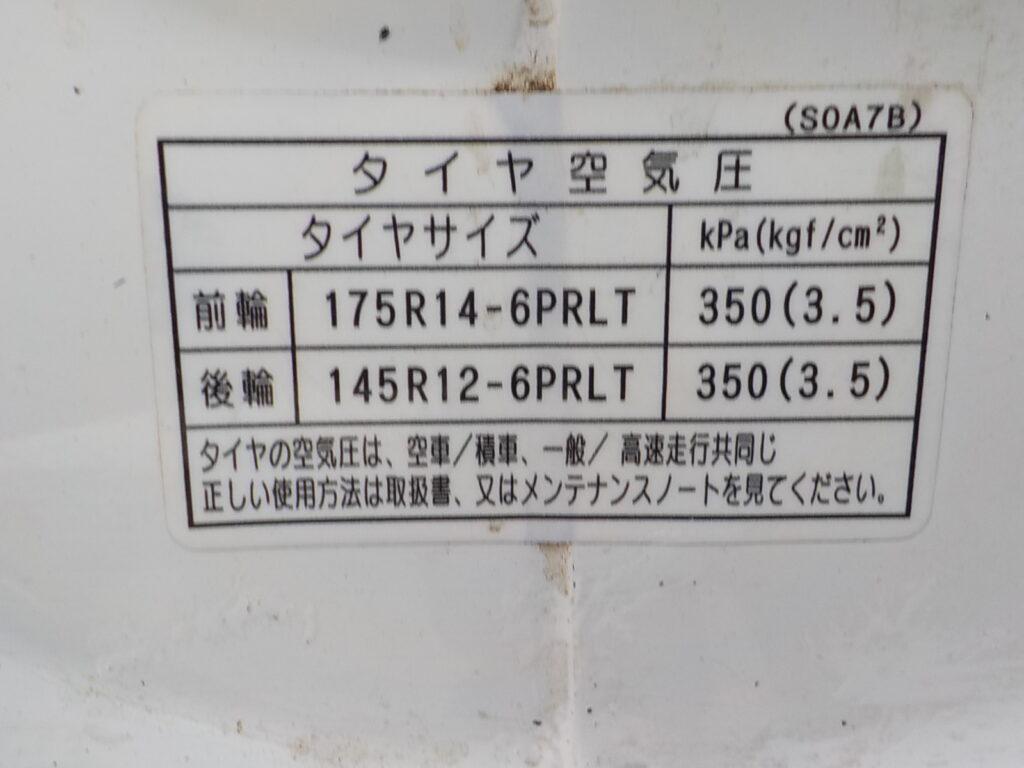 (S0A7B)
タイヤ空気圧
タイヤサイズ kPa(kgf/cm²)
前輪 175R14-6PRLT 350(3.5)
後輪 145R12-6PRLT 350(3.5)
タイヤの空気圧は、空車/積車、一般/高速走行共同じ
正しい使用方法は取扱書、又はメンテナンスノートを見てください。